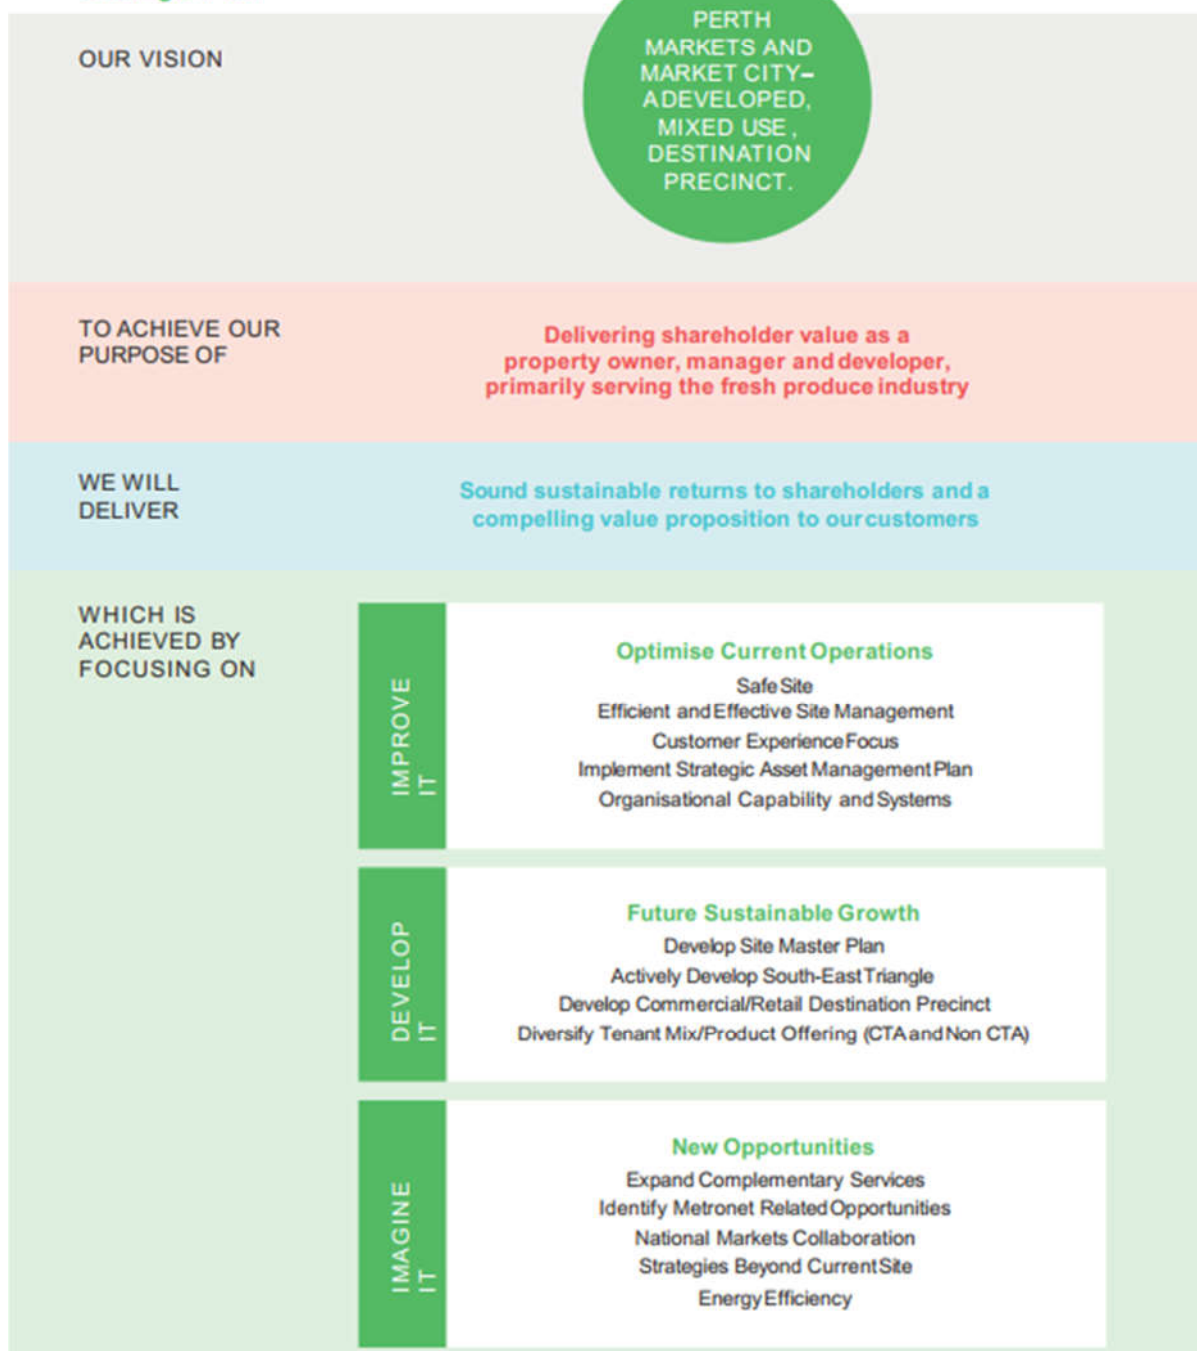 OUR VISION
PERTH
MARKETS AND
MARKET CITY–
A DEVELOPED,
MIXED USE ,
DESTINATION
PRECINCT.
TO ACHIEVE OUR
PURPOSE OF
Delivering shareholder value as a
property owner, manager and developer,
primarily serving the fresh produce industry
WE WILL
DELIVER
Sound sustainable returns to shareholders and a
compelling value proposition to our customers
WHICH IS
ACHIEVED BY
FOCUSING ON
IMPROVE
IT
Optimise Current Operations
Safe Site
Efficient and Effective Site Management
Customer Experience Focus
Implement Strategic Asset Management Plan
Organisational Capability and Systems
DEVELOP
IT
Future Sustainable Growth
Develop Site Master Plan
Actively Develop South-East Triangle
Develop Commercial/Retail Destination Precinct
Diversify Tenant Mix/Product Offering (CTA and Non CTA)
IMAGINE
IT
New Opportunities
Expand Complementary Services
Identify Metronet Related Opportunities
National Markets Collaboration
Strategies Beyond Current Site
Energy Efficiency